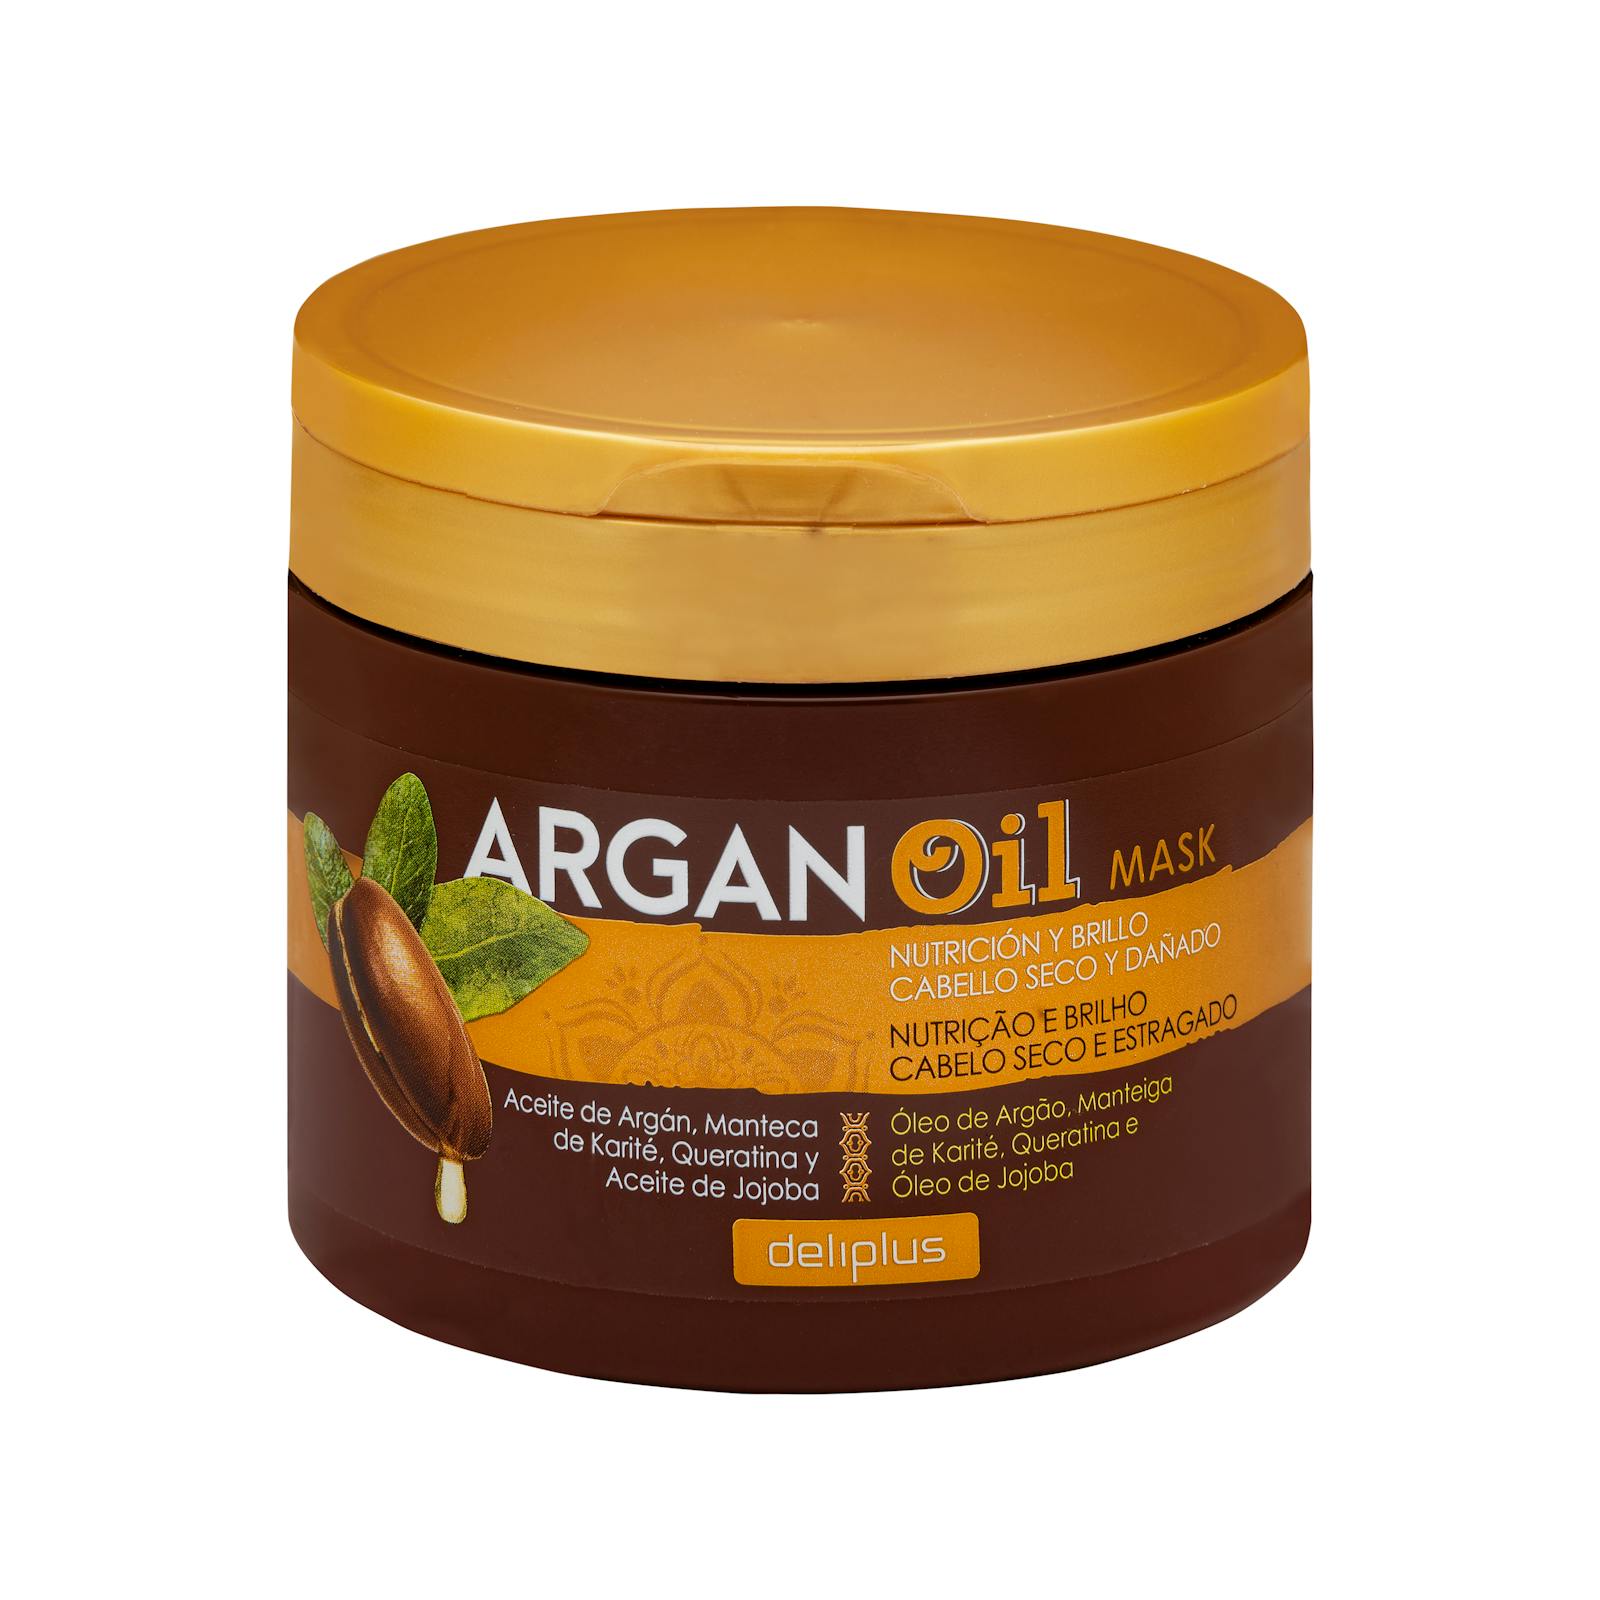 ARGAN Oil MASK
NUTRICIÓN Y BRILLO
CABELLO SECO Y DAÑADO
NUTRIÇÃO E BRILHO
CABELO SECO E ESTRAGADO
Aceite de Argán, Manteca
de Karité, Queratina y
Aceite de Jojoba
Óleo de Argão, Manteiga
de Karité, Queratina e
Óleo de Jojoba
deliplus